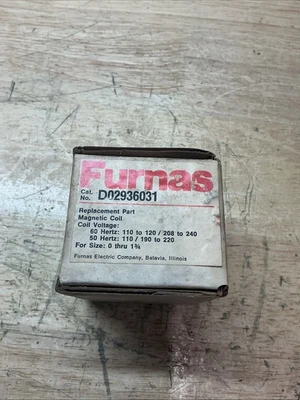 Furnas
Cat.
No. D02936031
Replacement Part
Magnetic Coil
Coil Voltage:
60 Hertz: 110 to 120 / 208 to 240
50 Hertz: 110 / 190 to 220
For Size: 0 thru 1¾
Furnas Electric Company, Batavia, Illinois